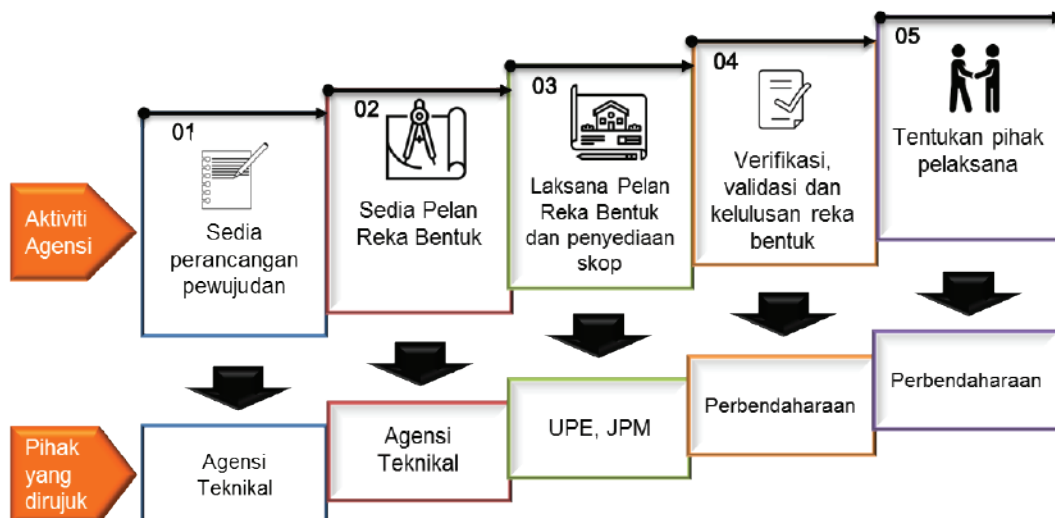 Aktiviti
Agensi
01
Sedia
perancangan
pewujudan
02
Sedia Pelan
Reka Bentuk
03
Laksana Pelan
Reka Bentuk
dan penyediaan
skop
04
Verifikasi,
validasi dan
kelulusan reka
bentuk
05
Tentukan pihak
pelaksana
Pihak
yang
dirujuk
Agensi
Teknikal
Agensi
Teknikal
UPE, JPM
Perbendaharaan
Perbendaharaan